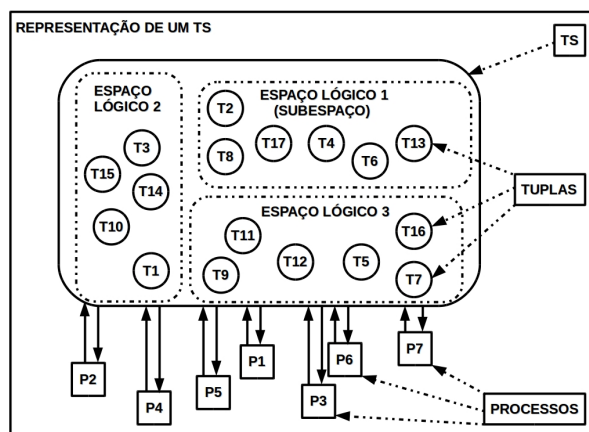 REPRESENTAÇÃO DE UM TS
TS
ESPAÇO
LÓGICO 2
ESPAÇO LÓGICO 1
(SUBESPAÇO)
T2
T3
T17
T4
T13
T8
T6
T15
T14
TUPLAS
ESPAÇO LÓGICO 3
T10
T11
T16
T12
T5
T1
T9
T7
P1
P6
P7
P2
P5
P3
P4
PROCESSOS